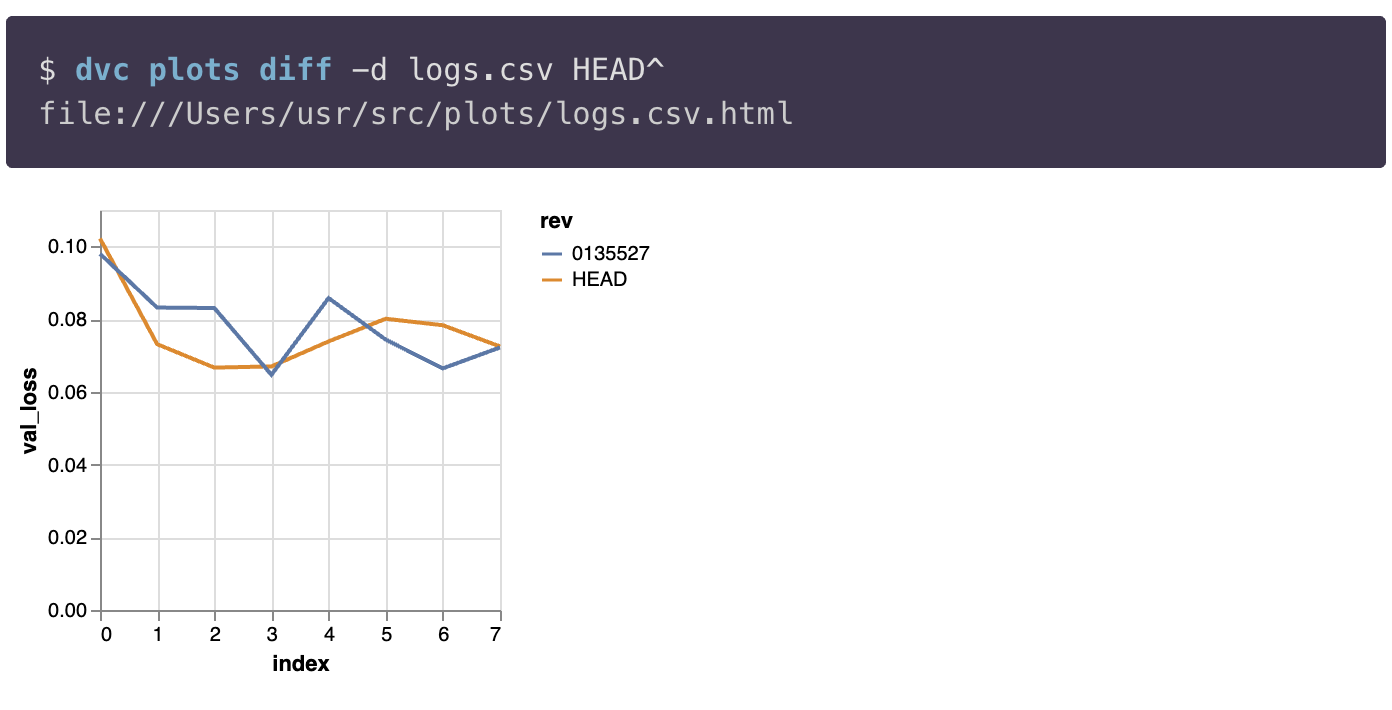 $ dvc plots diff -d logs.csv HEAD^
file:///Users/usr/src/plots/logs.csv.html
rev
0135527
HEAD
0.10
0.08
0.06
0.04
0.02
0.00
val_loss
0 1 2 3 4 5 6 7
index